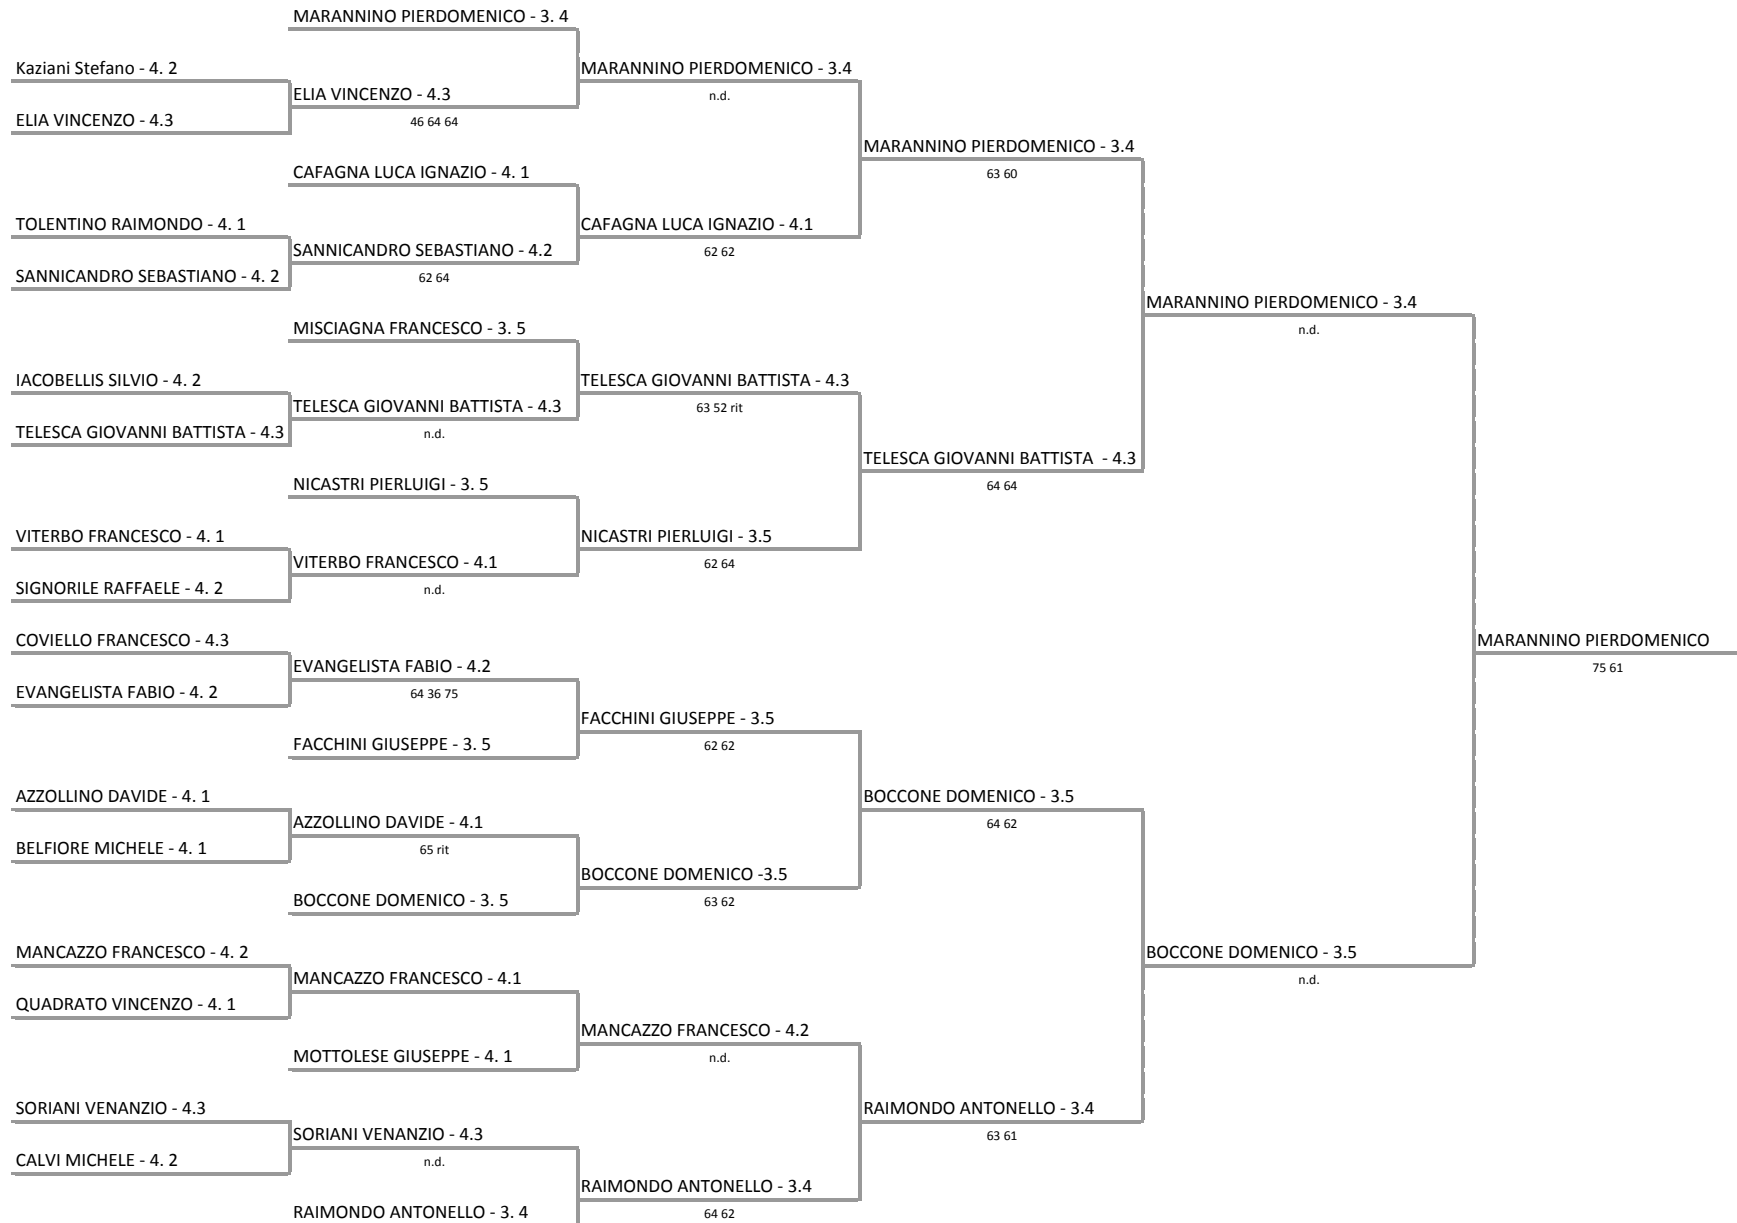 MARANNINO PIERDOMENICO - 3. 4
Kaziani Stefano - 4. 2
MARANNINO PIERDOMENICO - 3.4
ELIA VINCENZO - 4.3
n.d.
ELIA VINCENZO - 4.3
46 64 64
MARANNINO PIERDOMENICO - 3.4
CAFAGNA LUCA IGNAZIO - 4. 1
63 60
TOLENTINO RAIMONDO - 4. 1
CAFAGNA LUCA IGNAZIO - 4.1
SANNICANDRO SEBASTIANO - 4.2
62 62
SANNICANDRO SEBASTIANO - 4. 2
62 64
MARANNINO PIERDOMENICO - 3.4
MISCIAGNA FRANCESCO - 3. 5
n.d.
IACOBELLIS SILVIO - 4. 2
TELESCA GIOVANNI BATTISTA - 4.3
TELESCA GIOVANNI BATTISTA - 4.3
63 52 rit
TELESCA GIOVANNI BATTISTA - 4.3
n.d.
TELESCA GIOVANNI BATTISTA  - 4.3
NICASTRI PIERLUIGI - 3. 5
64 64
VITERBO FRANCESCO - 4. 1
NICASTRI PIERLUIGI - 3.5
VITERBO FRANCESCO - 4.1
62 64
SIGNORILE RAFFAELE - 4. 2
n.d.
COVIELLO FRANCESCO - 4.3
MARANNINO PIERDOMENICO
EVANGELISTA FABIO - 4.2
75 61
EVANGELISTA FABIO - 4. 2
64 36 75
FACCHINI GIUSEPPE - 3.5
FACCHINI GIUSEPPE - 3. 5
62 62
AZZOLLINO DAVIDE - 4. 1
BOCCONE DOMENICO - 3.5
AZZOLLINO DAVIDE - 4.1
64 62
BELFIORE MICHELE - 4. 1
65 rit
BOCCONE DOMENICO -3.5
BOCCONE DOMENICO - 3. 5
63 62
MANCAZZO FRANCESCO - 4. 2
BOCCONE DOMENICO - 3.5
MANCAZZO FRANCESCO - 4.1
n.d.
QUADRATO VINCENZO - 4. 1
MANCAZZO FRANCESCO - 4.2
MOTTOLESE GIUSEPPE - 4. 1
n.d.
SORIANI VENANZIO - 4.3
RAIMONDO ANTONELLO - 3.4
SORIANI VENANZIO - 4.3
63 61
CALVI MICHELE - 4. 2
n.d.
RAIMONDO ANTONELLO - 3.4
RAIMONDO ANTONELLO - 3. 4
64 62